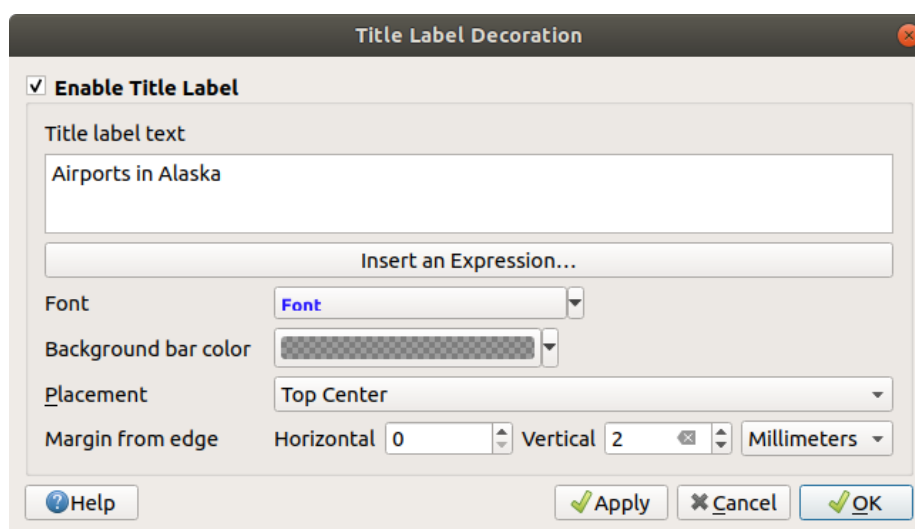 Title Label Decoration
Enable Title Label
Title label text
Airports in Alaska
Insert an Expression...
Font Font
Background bar color
Placement Top Center
Margin from edge Horizontal 0 Vertical 2 Millimeters
Help Apply Cancel OK